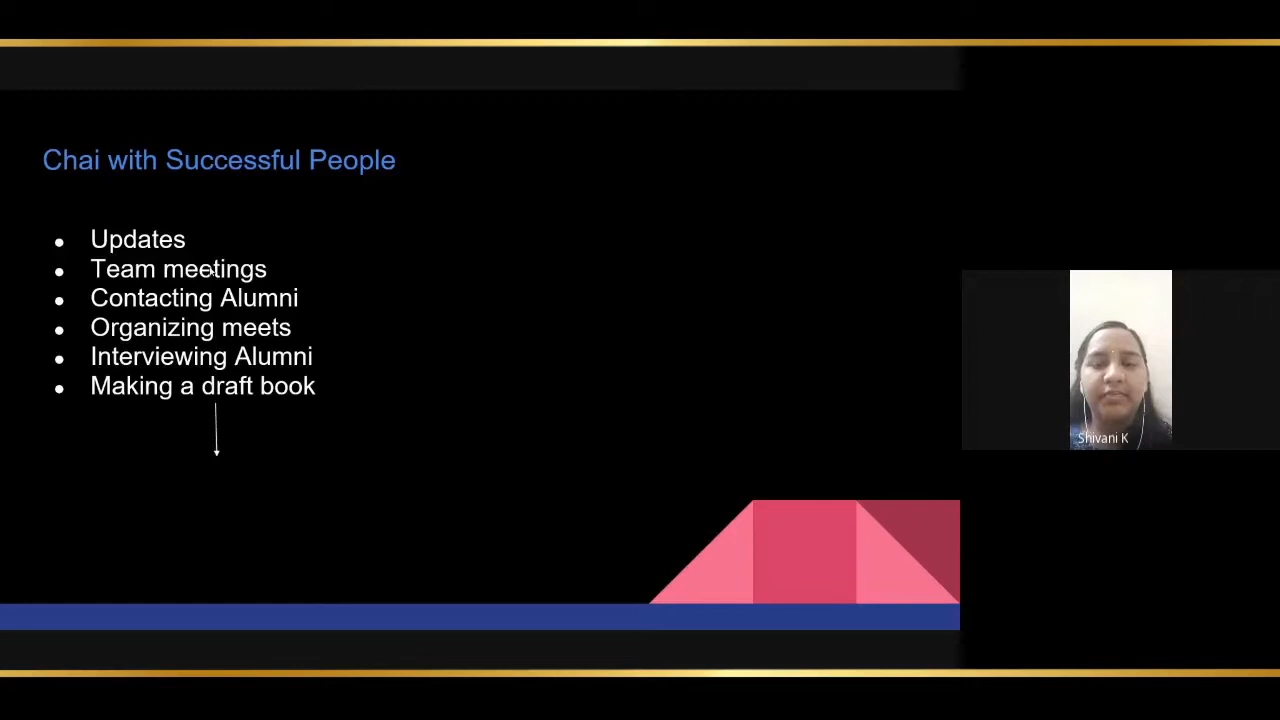 Chai with Successful People
● Updates
● Team meetings
● Contacting Alumni
● Organizing meets
● Interviewing Alumni
● Making a draft book
Shivani K